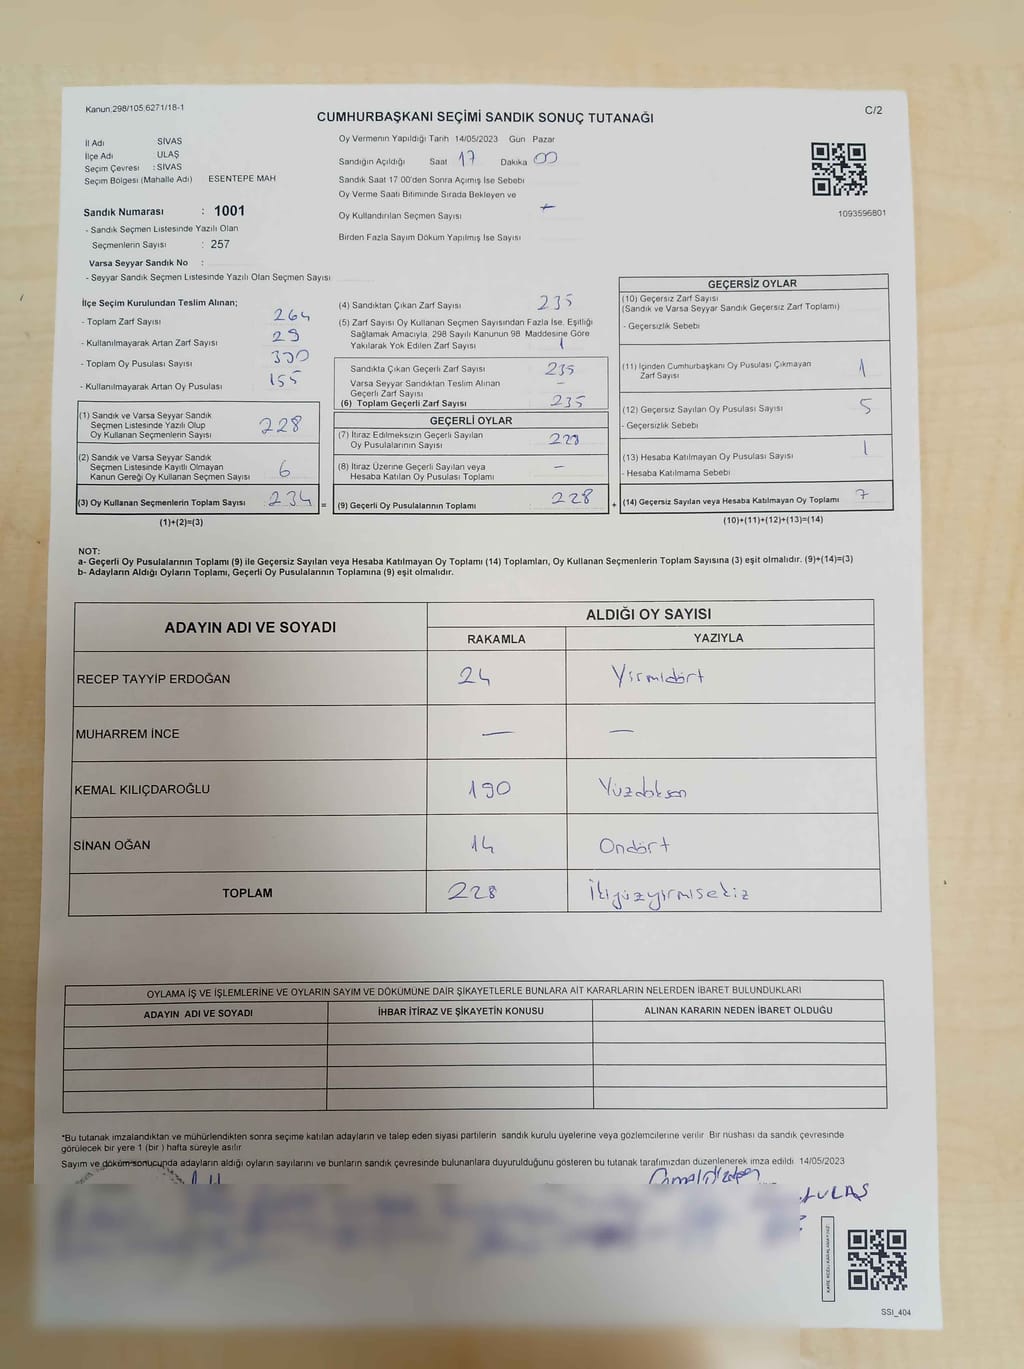 Kanun,298/105,6271/18-1
C/2
CUMHURBAŞKANI SEÇİMİ SANDIK SONUÇ TUTANAĞI
İl Adı SİVAS
İlçe Adı ULAŞ
Seçim Çevresi : SİVAS
Seçim Bölgesi (Mahalle Adı) ESENTEPE MAH
Oy Vermenin Yapıldığı Tarih 14/05/2023 Gün Pazar
Sandığın Açıldığı Saat 17 Dakika 00
Sandık Saat 17 00'den Sonra Açımış İse Sebebi
Oy Verme Saati Bitiminde Sırada Bekleyen ve
Oy Kullandırılan Seçmen Sayısı
Birden Fazla Sayım Döküm Yapılmış İse Sayısı
1093596801
Sandık Numarası : 1001
- Sandık Seçmen Listesinde Yazılı Olan
Seçmenlerin Sayısı : 257
Varsa Seyyar Sandık No :
- Seyyar Sandık Seçmen Listesinde Yazılı Olan Seçmen Sayısı
İlçe Seçim Kurulundan Teslim Alınan;
- Toplam Zarf Sayısı 264
- Kullanılmayarak Artan Zarf Sayısı 29
- Toplam Oy Pusulası Sayısı
- Kullanılmayarak Artan Oy Pusulası 155
(1) Sandık ve Varsa Seyyar Sandık
Seçmen Listesinde Yazılı Olup
Oy Kullanan Seçmenlerin Sayısı 228
(2) Sandık ve Varsa Seyyar Sandık
Seçmen Listesinde Kayıtlı Olmayan
Kanun Gereği Oy Kullanan Seçmen Sayısı 6
(3) Oy Kullanan Seçmenlerin Toplam Sayısı 234 =
(1)+(2)=(3)
(4) Sandıktan Çıkan Zarf Sayısı 235
(5) Zarf Sayısı Oy Kullanan Seçmen Sayısından Fazla İse, Eşitliği
Sağlamak Amacıyla, 298 Sayılı Kanunun 98 Maddesine Göre
Yakılarak Yok Edilen Zarf Sayısı 1
Sandıkta Çıkan Geçerli Zarf Sayısı 235
Varsa Seyyar Sandıktan Teslim Alınan
Geçerli Zarf Sayısı –
(6) Toplam Geçerli Zarf Sayısı 235
GEÇERLİ OYLAR
(7) İtiraz Edilmeksizin Geçerli Sayılan
Oy Pusulalarının Sayısı 228
(8) İtiraz Üzerine Geçerli Sayılan veya
Hesaba Katılan Oy Pusulası Toplamı –
(9) Geçerli Oy Pusulalarının Toplamı 228 +
GEÇERSİZ OYLAR
(10) Geçersiz Zarf Sayısı
(Sandık ve Varsa Seyyar Sandık Geçersiz Zarf Toplamı)
- Geçersizlik Sebebi
(11) İçinden Cumhurbaşkanı Oy Pusulası Çıkmayan
Zarf Sayısı 1
(12) Geçersiz Sayılan Oy Pusulası Sayısı 5
- Geçersizlik Sebebi
(13) Hesaba Katılmayan Oy Pusulası Sayısı 1
- Hesaba Katılmama Sebebi
(14) Geçersiz Sayılan veya Hesaba Katılmayan Oy Toplamı 7
(10)+(11)+(12)+(13)=(14)
NOT:
a- Geçerli Oy Pusulalarının Toplamı (9) ile Geçersiz Sayılan veya Hesaba Katılmayan Oy Toplamı (14) Toplamları, Oy Kullanan Seçmenlerin Toplam Sayısına (3) eşit olmalıdır. (9)+(14)=(3)
b- Adayların Aldığı Oyların Toplamı, Geçerli Oy Pusulalarının Toplamına (9) eşit olmalıdır.
ADAYIN ADI VE SOYADI
ALDIĞI OY SAYISI
RAKAMLA YAZIYLA
RECEP TAYYİP ERDOĞAN 24 Yirmidört
MUHARREM İNCE — —
KEMAL KILIÇDAROĞLU 190 Yüzdoksan
SİNAN OĞAN 14 Ondört
TOPLAM 228 İkiyüzyirmisekiz
OYLAMA İŞ VE İŞLEMLERİNE VE OYLARIN SAYIM VE DÖKÜMÜNE DAİR ŞİKAYETLERLE BUNLARA AİT KARARLARIN NELERDEN İBARET BULUNDUKLARI
ADAYIN ADI VE SOYADI İHBAR İTİRAZ VE ŞİKAYETİN KONUSU ALINAN KARARIN NEDEN İBARET OLDUĞU
*Bu tutanak imzalandıktan ve mühürlendikten sonra seçime katılan adayların ve talep eden siyasi partilerin sandık kurulu üyelerine veya gözlemcilerine verilir Bir nüshası da sandık çevresinde
görülecek bir yere 1 (bir ) hafta süreyle asılır
Sayım ve döküm sonucunda adayların aldığı oyların sayılarını ve bunların sandık çevresinde bulunanlara duyurulduğunu gösteren bu tutanak tarafımızdan düzenlenerek imza edildi 14/05/2023
SSI_404